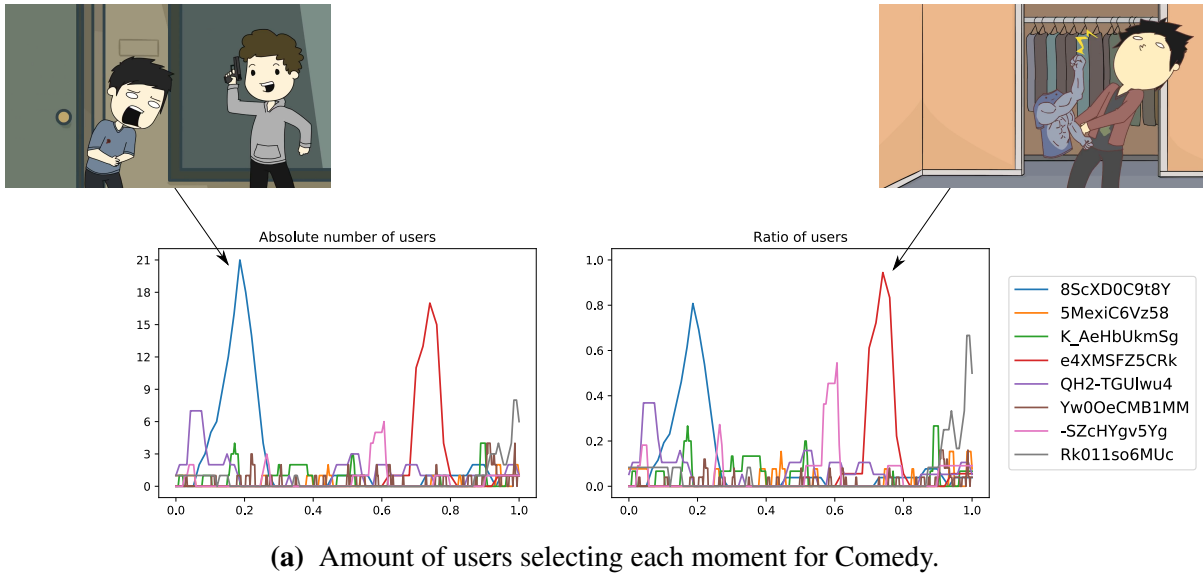 Absolute number of users
21
18
15
12
9
6
3
0
0.0 0.2 0.4 0.6 0.8 1.0
Ratio of users
1.0
0.8
0.6
0.4
0.2
0.0
0.0 0.2 0.4 0.6 0.8 1.0
8ScXD0C9t8Y
5MexiC6Vz58
K_AeHbUkmSg
e4XMSFZ5CRk
QH2-TGUlwu4
Yw0OeCMB1MM
-SZcHYgv5Yg
Rk011so6MUc
(a) Amount of users selecting each moment for Comedy.